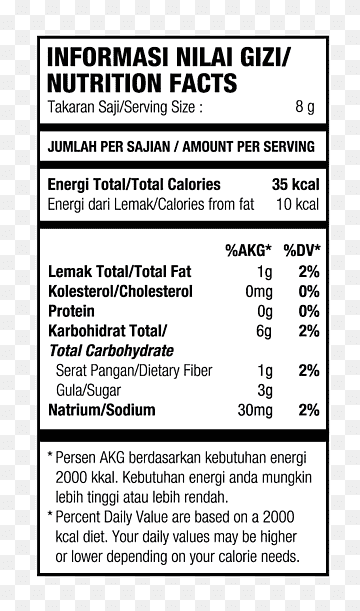 INFORMASI NILAI GIZI/
NUTRITION FACTS
Takaran Saji/Serving Size : 8 g
JUMLAH PER SAJIAN / AMOUNT PER SERVING
Energi Total/Total Calories 35 kcal
Energi dari Lemak/Calories from fat 10 kcal
%AKG* %DV*
Lemak Total/Total Fat 1g 2%
Kolesterol/Cholesterol 0mg 0%
Protein 0g 0%
Karbohidrat Total/ 6g 2%
Total Carbohydrate
Serat Pangan/Dietary Fiber 1g 2%
Gula/Sugar 3g
Natrium/Sodium 30mg 2%
* Persen AKG berdasarkan kebutuhan energi
2000 kkal. Kebutuhan energi anda mungkin
lebih tinggi atau lebih rendah.
* Percent Daily Value are based on a 2000
kcal diet. Your daily values may be higher
or lower depending on your calorie needs.